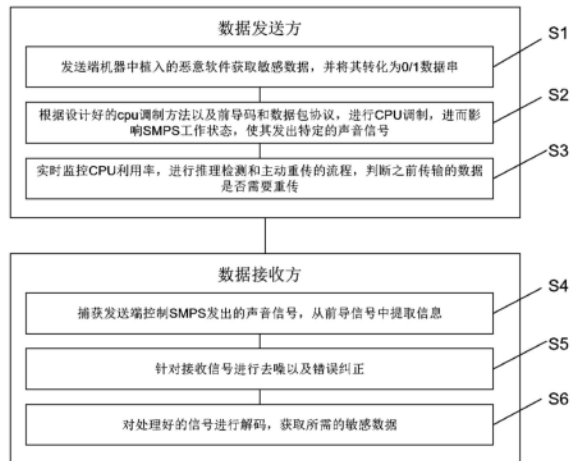 数据发送方
S1
发送端机器中植入的恶意软件获取敏感数据，并将其转化为0/1数据串
S2
根据设计好的cpu调制方法以及前导码和数据包协议，进行CPU调制，进而影
响SMPS工作状态，使其发出特定的声音信号
S3
实时监控CPU利用率，进行推理检测和主动重传的流程，判断之前传输的数据
是否需要重传
数据接收方
S4
捕获发送端控制SMPS发出的声音信号，从前导信号中提取信息
S5
针对接收信号进行去噪以及错误纠正
S6
对处理好的信号进行解码，获取所需的敏感数据